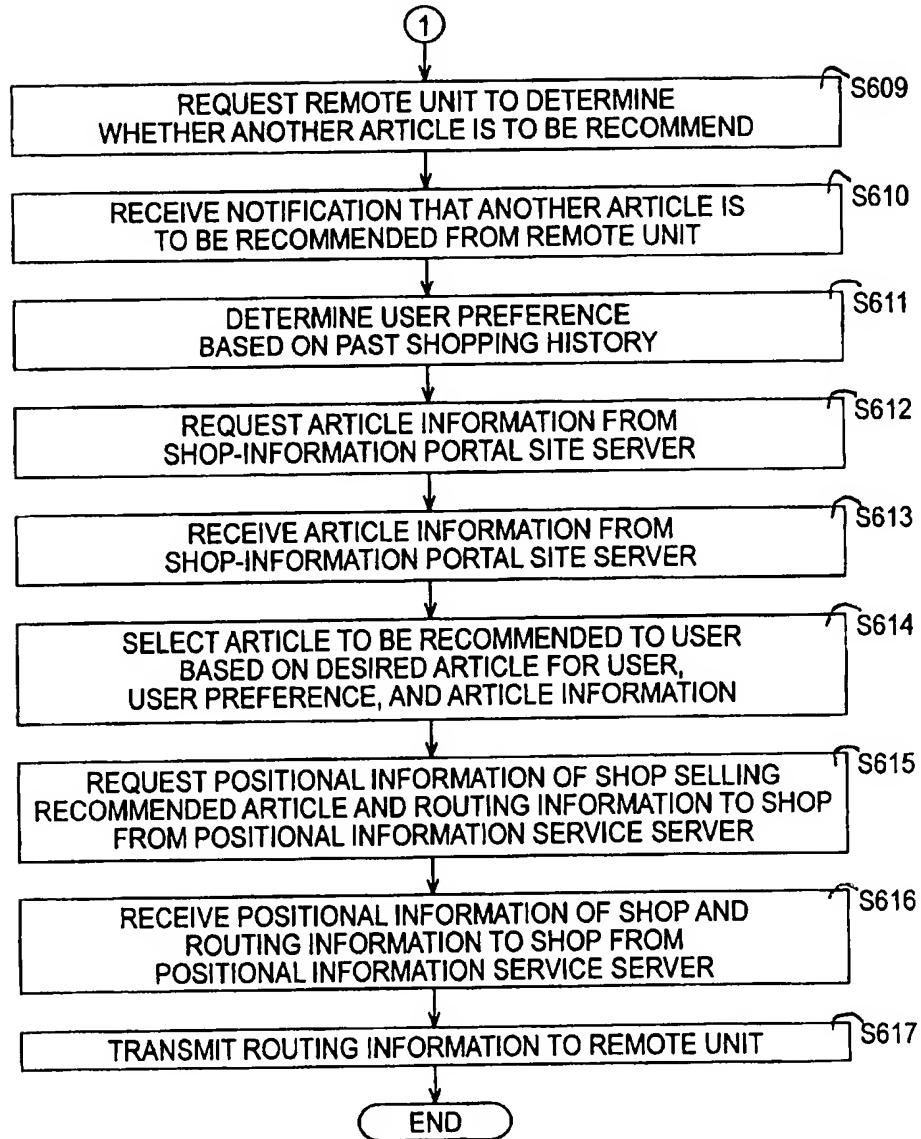 1
REQUEST REMOTE UNIT TO DETERMINE
WHETHER ANOTHER ARTICLE IS TO BE RECOMMEND
S609
RECEIVE NOTIFICATION THAT ANOTHER ARTICLE IS
TO BE RECOMMENDED FROM REMOTE UNIT
S610
DETERMINE USER PREFERENCE
BASED ON PAST SHOPPING HISTORY
S611
REQUEST ARTICLE INFORMATION FROM
SHOP-INFORMATION PORTAL SITE SERVER
S612
RECEIVE ARTICLE INFORMATION FROM
SHOP-INFORMATION PORTAL SITE SERVER
S613
SELECT ARTICLE TO BE RECOMMENDED TO USER
BASED ON DESIRED ARTICLE FOR USER,
USER PREFERENCE, AND ARTICLE INFORMATION
S614
REQUEST POSITIONAL INFORMATION OF SHOP SELLING
RECOMMENDED ARTICLE AND ROUTING INFORMATION TO SHOP
FROM POSITIONAL INFORMATION SERVICE SERVER
S615
RECEIVE POSITIONAL INFORMATION OF SHOP AND
ROUTING INFORMATION TO SHOP FROM
POSITIONAL INFORMATION SERVICE SERVER
S616
TRANSMIT ROUTING INFORMATION TO REMOTE UNIT
S617
END